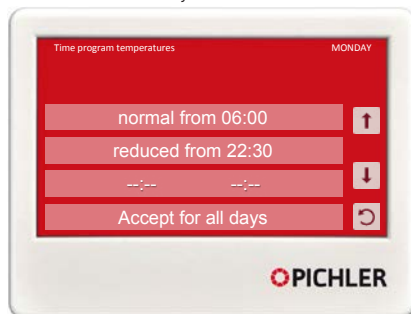 Time program temperatures MONDAY
normal from 06:00
reduced from 22:30
--:-- --:--
Accept for all days
PICHLER